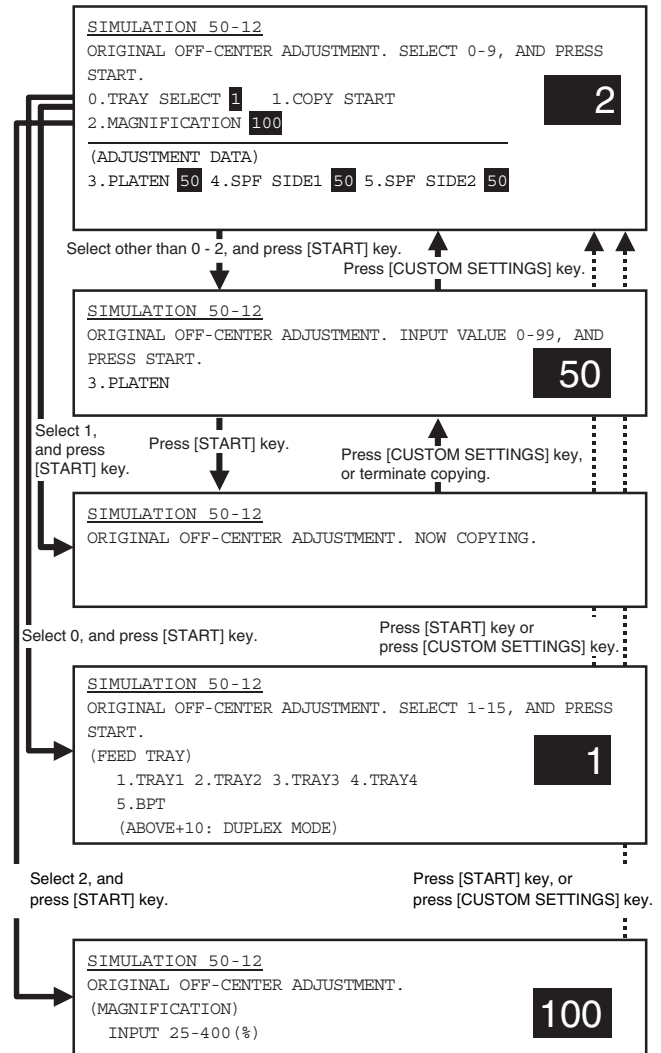 SIMULATION 50-12
ORIGINAL OFF-CENTER ADJUSTMENT. SELECT 0-9, AND PRESS
START.
0.TRAY SELECT 1 1.COPY START
2
2.MAGNIFICATION 100
(ADJUSTMENT DATA)
3.PLATEN 50 4.SPF SIDE1 50 5.SPF SIDE2 50
Select other than 0 - 2, and press [START] key.
Press [CUSTOM SETTINGS] key.
SIMULATION 50-12
ORIGINAL OFF-CENTER ADJUSTMENT. INPUT VALUE 0-99, AND
PRESS START.
3.PLATEN
50
Select 1,
and press
[START] key.
Press [START] key.
Press [CUSTOM SETTINGS] key,
or terminate copying.
SIMULATION 50-12
ORIGINAL OFF-CENTER ADJUSTMENT. NOW COPYING.
Select 0, and press [START] key.
Press [START] key or
press [CUSTOM SETTINGS] key.
SIMULATION 50-12
ORIGINAL OFF-CENTER ADJUSTMENT. SELECT 1-15, AND PRESS
START.
(FEED TRAY)
1
1.TRAY1 2.TRAY2 3.TRAY3 4.TRAY4
5.BPT
(ABOVE+10: DUPLEX MODE)
Select 2, and
press [START] key.
Press [START] key, or
press [CUSTOM SETTINGS] key.
SIMULATION 50-12
ORIGINAL OFF-CENTER ADJUSTMENT.
(MAGNIFICATION)
100
INPUT 25-400(%)